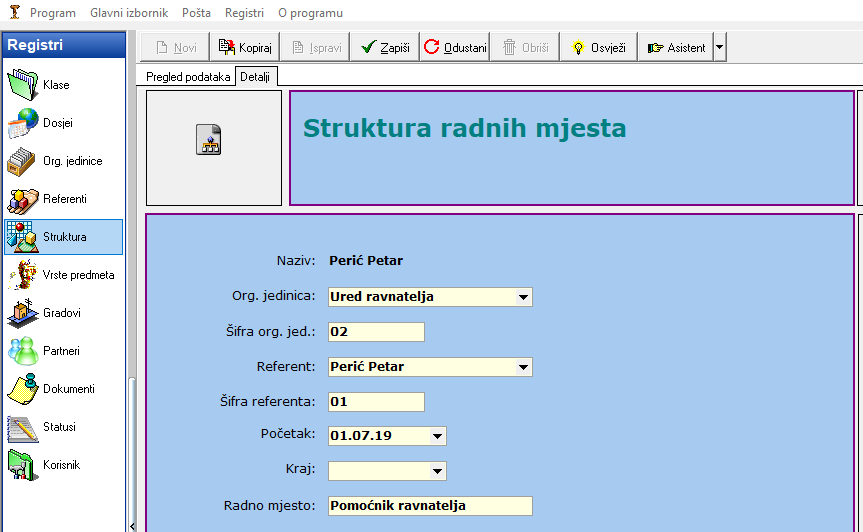 Program Glavni izbornik Pošta Registri O programu
Registri
Novi Kopiraj Ispravi Zapiši Odustani Obriši Osvježi Asistent
Pregled podataka Detalji
Klase
Dosjei
Org. jedinice
Referenti
Struktura
Vrste predmeta
Gradovi
Partneri
Dokumenti
Statusi
Korisnik
Struktura radnih mjesta
Naziv: Perić Petar
Org. jedinica: Ured ravnatelja
Šifra org. jed.: 02
Referent: Perić Petar
Šifra referenta: 01
Početak: 01.07.19
Kraj:
Radno mjesto: Pomoćnik ravnatelja